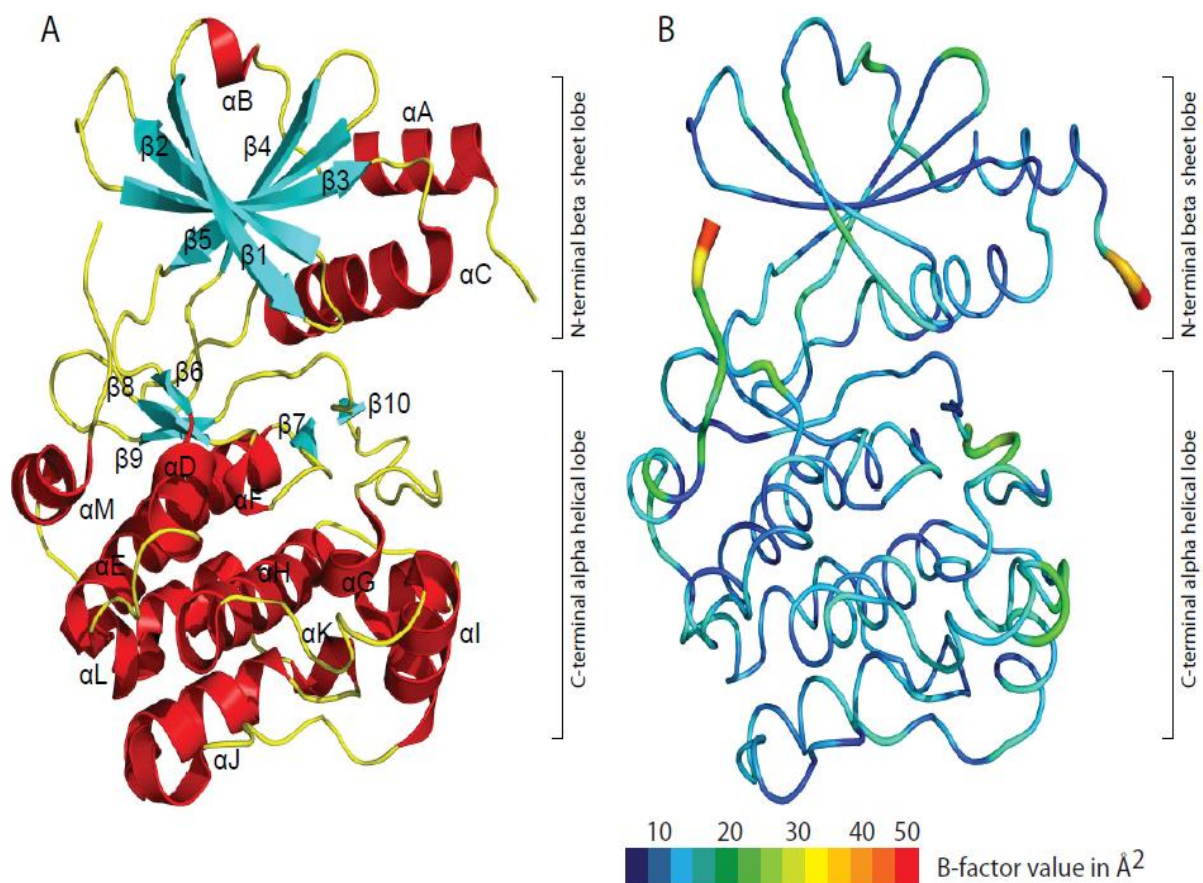 A
B
αB
αA
β2
β4
β3
β5
β1
αC
N-terminal beta sheet lobe
N-terminal beta sheet lobe
β6
β8
β10
β7
β9
αD
αF
αM
αE
αH
αG
αK
αI
αL
αJ
C-terminal alpha helical lobe
C-terminal alpha helical lobe
10 20 30 40 50
B-factor value in Å²